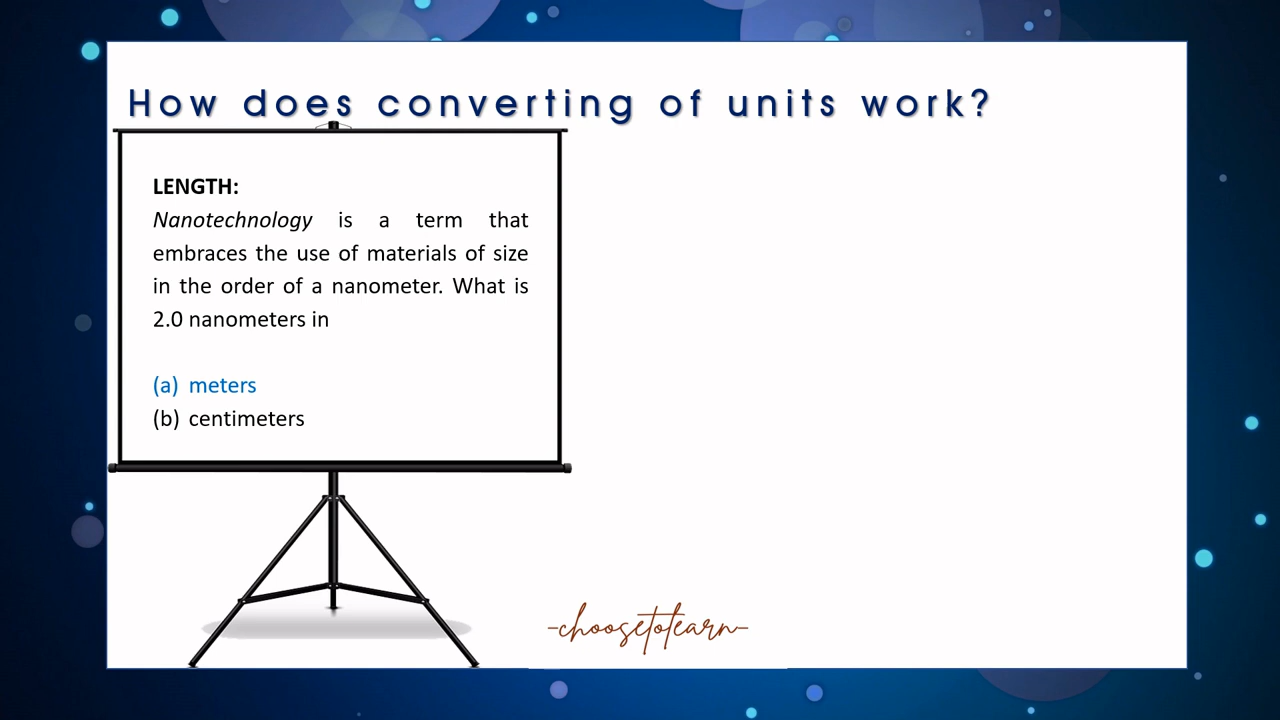 How does converting of units work?
LENGTH:
Nanotechnology is a term that
embraces the use of materials of size
in the order of a nanometer. What is
2.0 nanometers in
(a) meters
(b) centimeters
-choosetolearn-